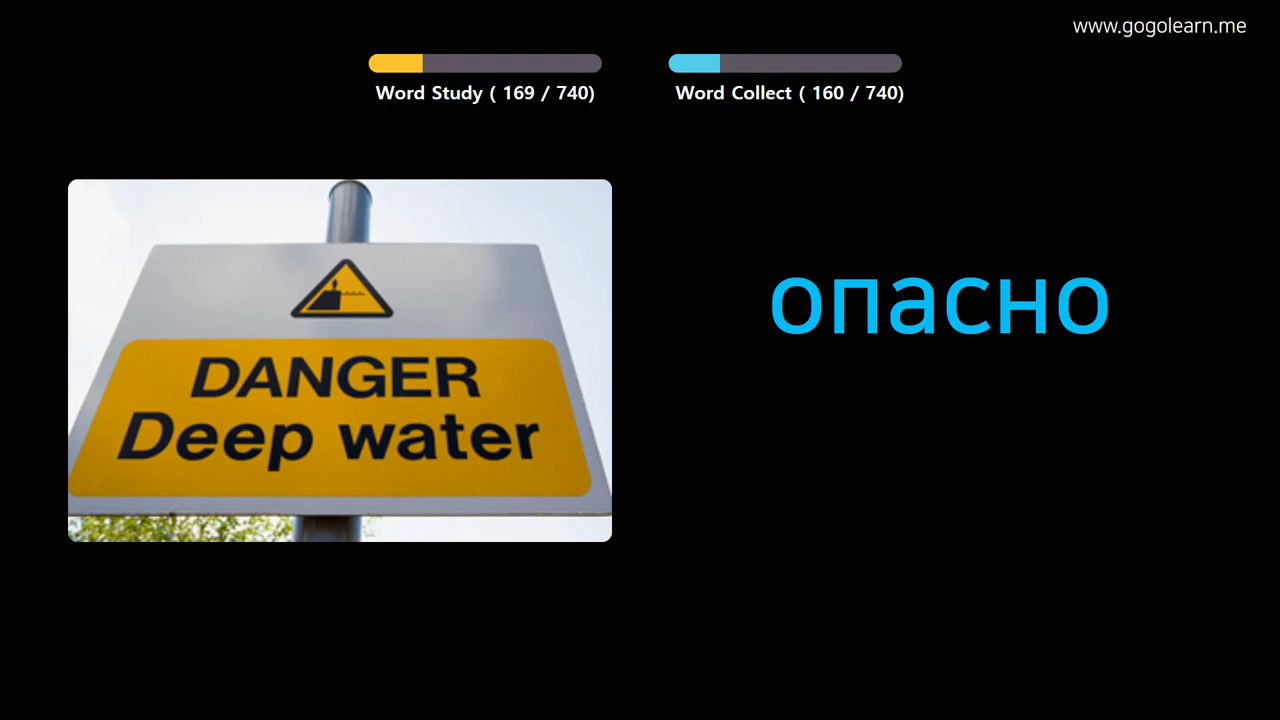 www.gogolearn.me
Word Study ( 169 / 740)
Word Collect ( 160 / 740)
DANGER
Deep water
опасно